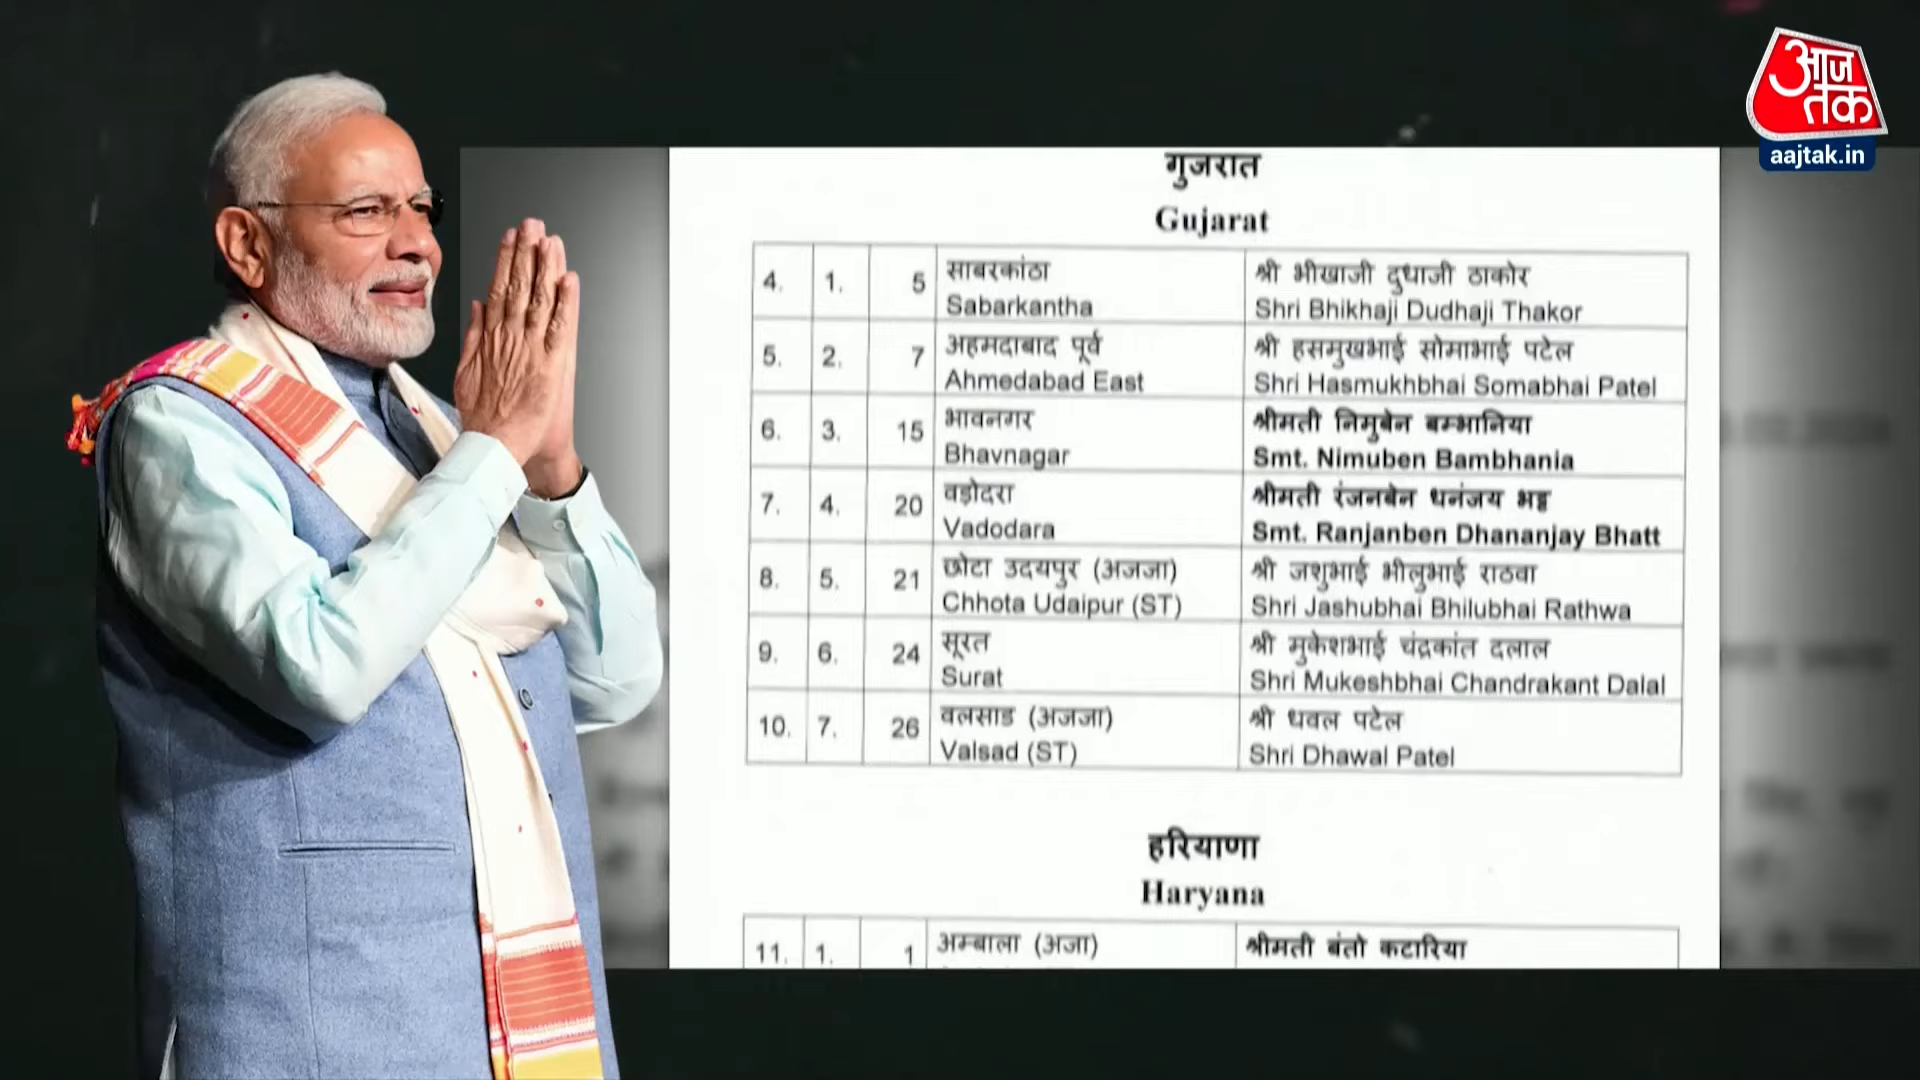 आज
तक
aajtak.in
गुजरात
Gujarat
4. 1. 5 साबरकांठा श्री भीखाजी दुधाजी ठाकोर
Sabarkantha Shri Bhikhaji Dudhaji Thakor
5. 2. 7 अहमदाबाद पूर्व श्री हसमुखभाई सोमाभाई पटेल
Ahmedabad East Shri Hasmukhbhai Somabhai Patel
6. 3. 15 भावनगर श्रीमती निमुबेन बम्भानिया
Bhavnagar Smt. Nimuben Bambhania
7. 4. 20 वड़ोदरा श्रीमती रंजनबेन धनंजय भट्ट
Vadodara Smt. Ranjanben Dhananjay Bhatt
8. 5. 21 छोटा उदयपुर (अजजा) श्री जशुभाई भीलुभाई राठवा
Chhota Udaipur (ST) Shri Jashubhai Bhilubhai Rathwa
9. 6. 24 सूरत श्री मुकेशभाई चंद्रकांत दलाल
Surat Shri Mukeshbhai Chandrakant Dalal
10. 7. 26 वलसाड (अजजा) श्री धवल पटेल
Valsad (ST) Shri Dhawal Patel
हरियाणा
Haryana
11. 1. 1 अम्बाला (अजा) श्रीमती बंतो कटारिया